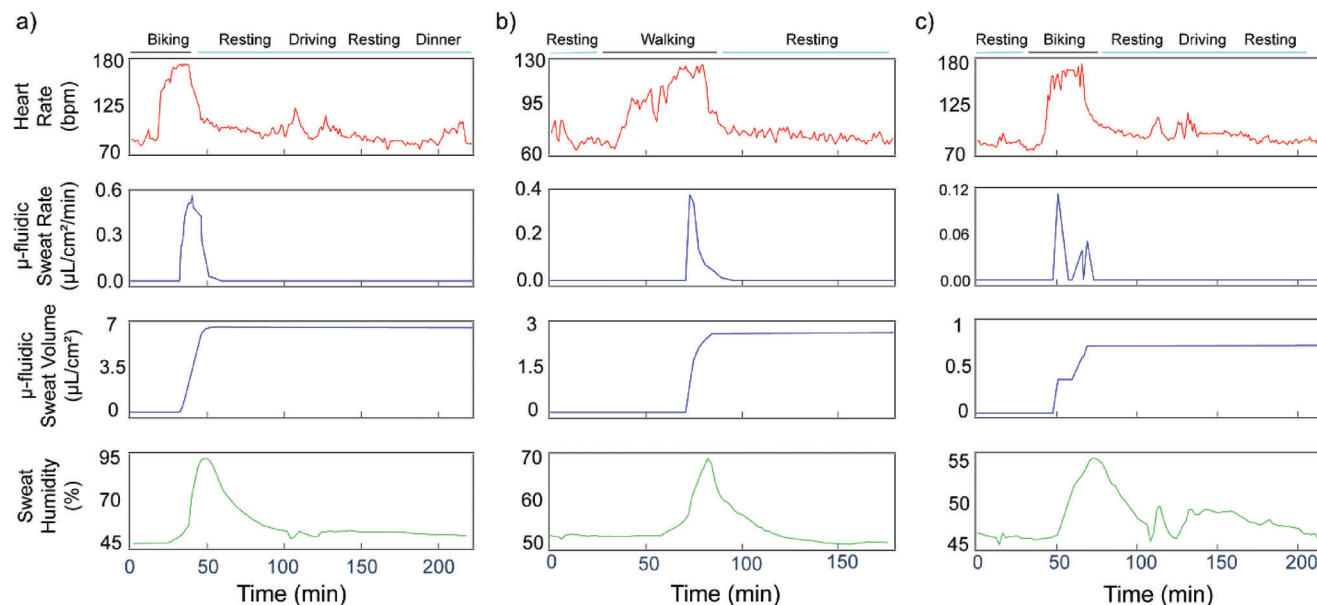 a)
Biking Resting Driving Resting Dinner
b)
Resting Walking Resting
c)
Resting Biking Resting Driving Resting
Heart
Rate
(bpm)
180
125
70
130
95
60
180
125
70
μ-fluidic
Sweat Rate
(μL/cm²/min)
0.6
0.3
0.0
0.4
0.2
0.0
0.12
0.06
0.00
μ-fluidic
Sweat Volume
(μL/cm²)
7
3.5
0
3
1.5
0
1
0.5
0
Sweat
Humidity
(%)
95
70
45
70
60
50
55
50
45
0 50 100 150 200
0 50 100 150
0 50 100 150 200
Time (min)
Time (min)
Time (min)